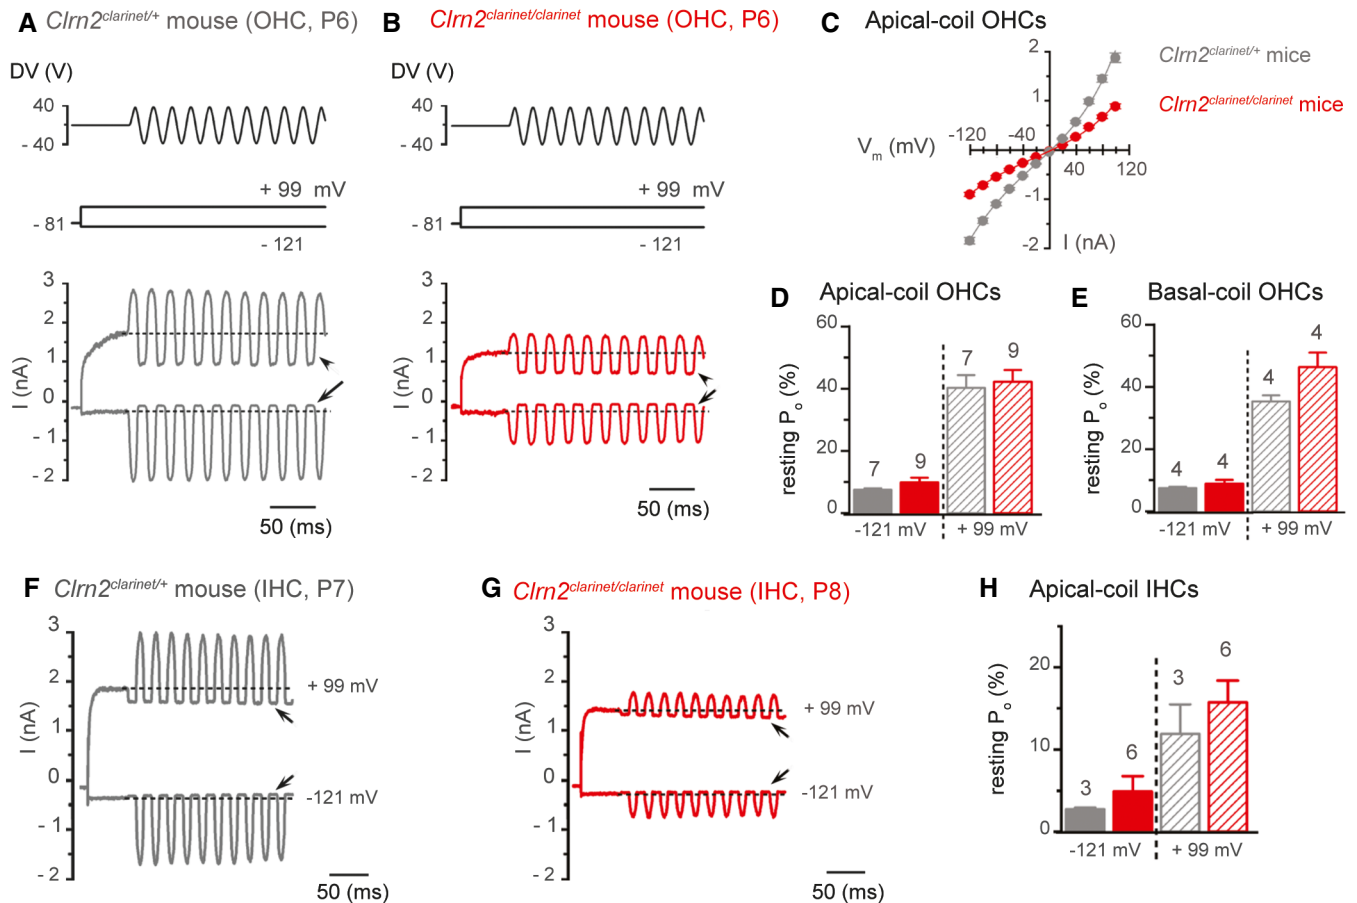 A Clrn2clarinet/+ mouse (OHC, P6)
DV (V)
40
- 40
+ 99 mV
- 81
- 121
3
2
1
0
- 1
- 2
I (nA)
50 (ms)
B Clrn2clarinet/clarinet mouse (OHC, P6)
DV (V)
40
- 40
+ 99 mV
- 81
- 121
3
2
1
0
- 1
- 2
I (nA)
50 (ms)
C Apical-coil OHCs
Clrn2clarinet/+ mice
Clrn2clarinet/clarinet mice
2
1
-120 -40
Vm (mV)
40 120
-1
-2
I (nA)
D Apical-coil OHCs
60
40
20
0
resting Po (%)
7 9 7 9
-121 mV + 99 mV
E Basal-coil OHCs
60
40
20
0
resting Po (%)
4 4 4 4
-121 mV + 99 mV
F Clrn2clarinet/+ mouse (IHC, P7)
3
2
1
0
- 1
- 2
I (nA)
+ 99 mV
-121 mV
50 (ms)
G Clrn2clarinet/clarinet mouse (IHC, P8)
3
2
1
0
- 1
- 2
I (nA)
+ 99 mV
-121 mV
50 (ms)
H Apical-coil IHCs
20
10
0
resting Po (%)
3 6 3 6
-121 mV + 99 mV